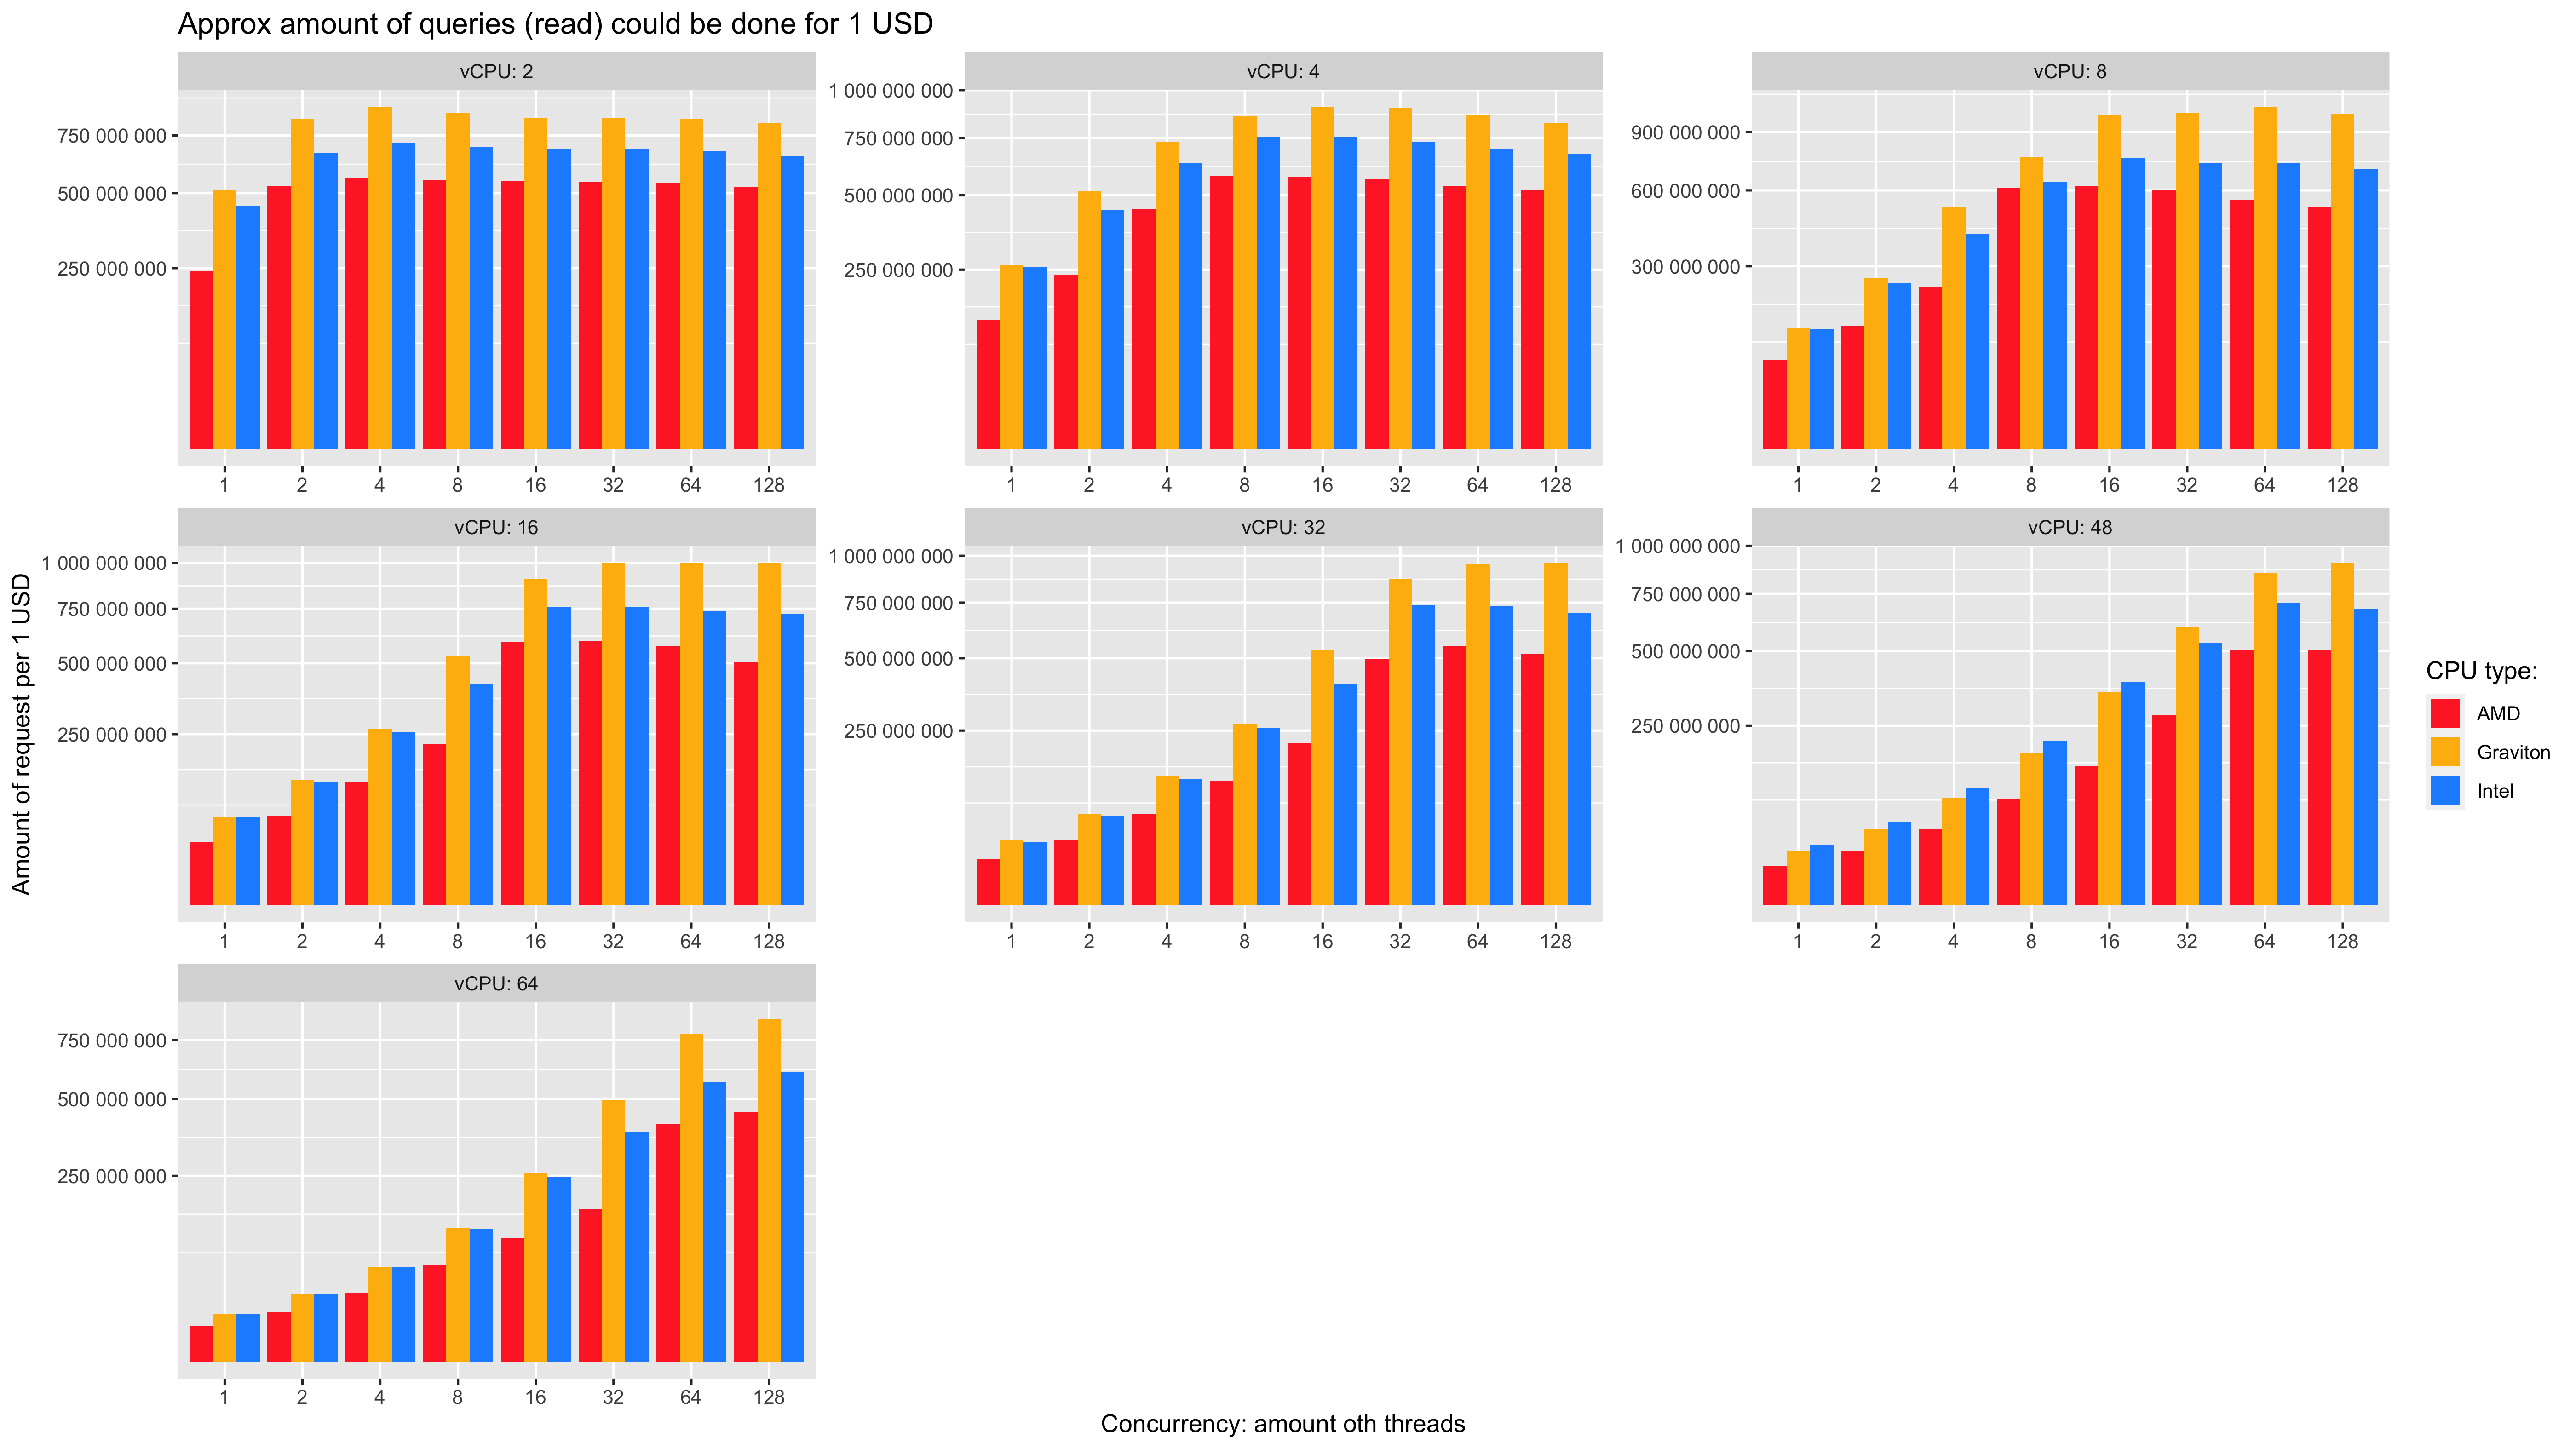 Approx amount of queries (read) could be done for 1 USD
vCPU: 2
vCPU: 4
vCPU: 8
750 000 000
500 000 000
250 000 000
1 000 000 000
750 000 000
500 000 000
250 000 000
900 000 000
600 000 000
300 000 000
1 2 4 8 16 32 64 128
1 2 4 8 16 32 64 128
1 2 4 8 16 32 64 128
Amount of request per 1 USD
vCPU: 16
vCPU: 32
vCPU: 48
1 000 000 000
750 000 000
500 000 000
250 000 000
1 000 000 000
750 000 000
500 000 000
250 000 000
1 000 000 000
750 000 000
500 000 000
250 000 000
1 2 4 8 16 32 64 128
1 2 4 8 16 32 64 128
1 2 4 8 16 32 64 128
CPU type:
AMD
Graviton
Intel
vCPU: 64
750 000 000
500 000 000
250 000 000
1 2 4 8 16 32 64 128
Concurrency: amount oth threads